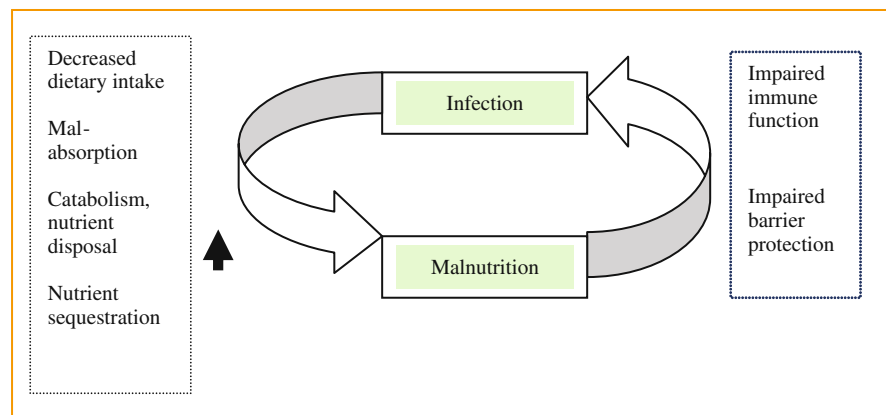 Decreased
dietary intake
Mal-
absorption
Catabolism,
nutrient
disposal
Nutrient
sequestration
Infection
Malnutrition
Impaired
immune
function
Impaired
barrier
protection